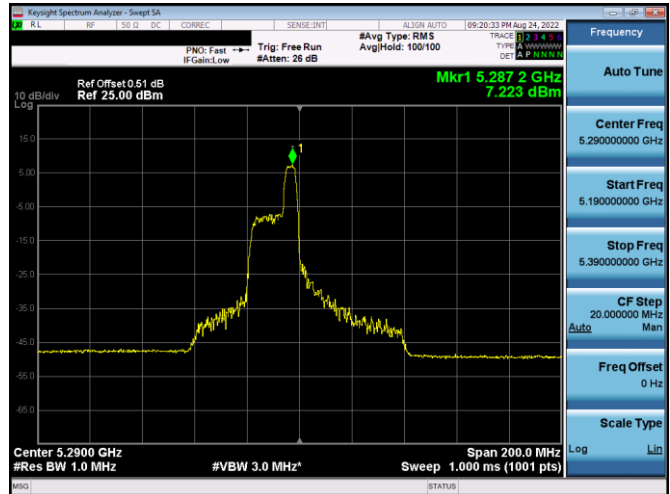 Keysight Spectrum Analyzer - Swept SA
RL RF 50 Ω DC CORREC SENSE:INT ALIGN AUTO 09:20:33 PM Aug 24, 2022
PNO: Fast Trig: Free Run #Avg Type: RMS TRACE 1 2 3 4 5 6
IFGain:Low #Atten: 26 dB Avg|Hold: 100/100 TYPE A WWWWW
DET A P N N N N
Mkr1 5.287 2 GHz
7.223 dBm
Ref Offset 0.51 dB
10 dB/div Ref 25.00 dBm
Log
1
15.0
5.00
-5.00
-15.0
-25.0
-35.0
-45.0
-55.0
-65.0
Center 5.2900 GHz Span 200.0 MHz
#Res BW 1.0 MHz #VBW 3.0 MHz* Sweep 1.000 ms (1001 pts)
MSG STATUS
Frequency
Auto Tune
Center Freq
5.290000000 GHz
Start Freq
5.190000000 GHz
Stop Freq
5.390000000 GHz
CF Step
20.000000 MHz
Auto Man
Freq Offset
0 Hz
Scale Type
Log Lin